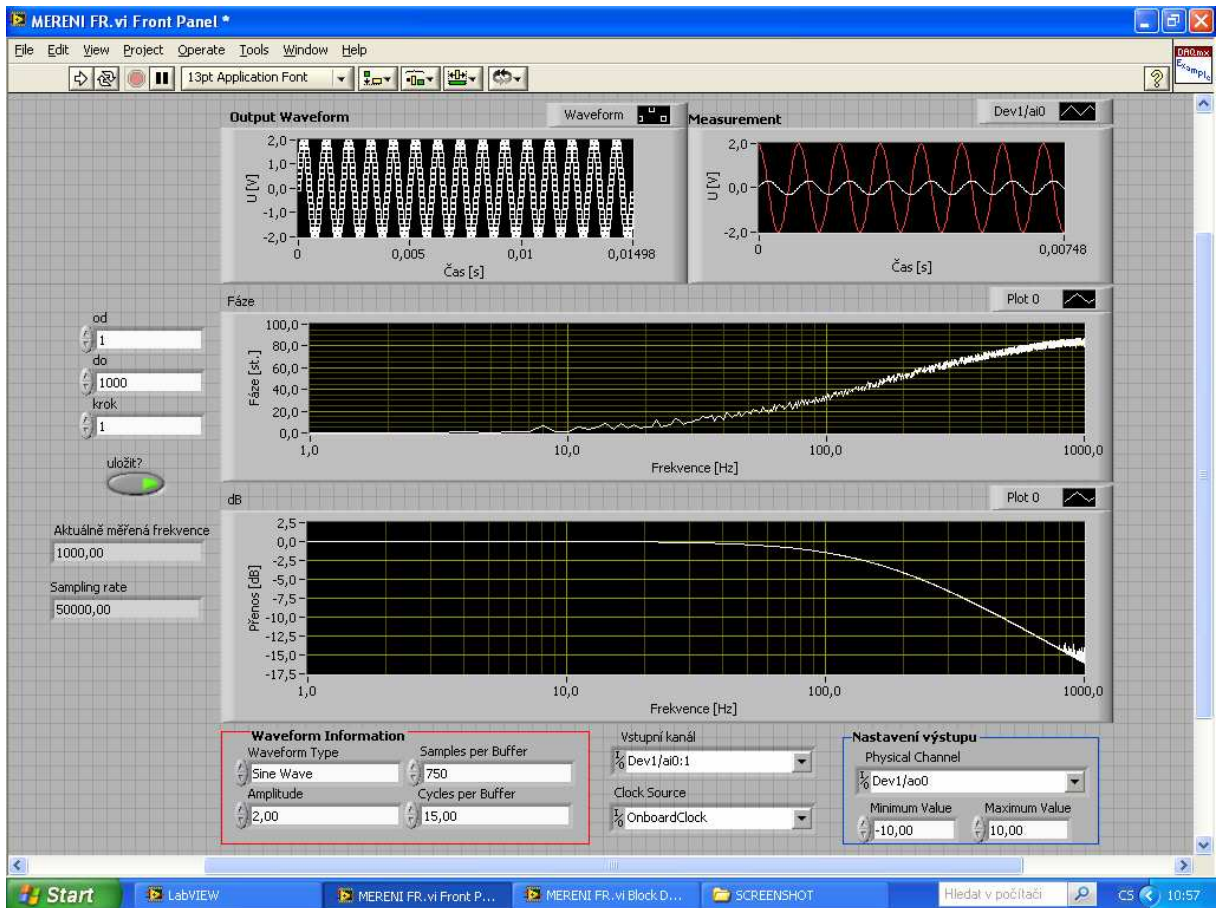 MERENI FR.vi Front Panel *
File Edit View Project Operate Tools Window Help
13pt Application Font
DAQmx
Example
Output Waveform
Waveform
2,0
1,0
0,0
-1,0
-2,0
U [V]
0 0,005 0,01 0,01498
Čas [s]
Measurement
Dev1/ai0
2,0
0,0
-2,0
U [V]
0 0,00748
Čas [s]
od
1
do
1000
krok
1
uložit?
Aktuálně měřená frekvence
1000,00
Sampling rate
50000,00
Fáze
Plot 0
100,0
80,0
60,0
40,0
20,0
0,0
Fáze [st.]
1,0 10,0 100,0 1000,0
Frekvence [Hz]
dB
Plot 0
2,5
0,0
-2,5
-5,0
-7,5
-10,0
-12,5
-15,0
-17,5
Přenos [dB]
1,0 10,0 100,0 1000,0
Frekvence [Hz]
Waveform Information
Waveform Type
Sine Wave
Samples per Buffer
750
Amplitude
2,00
Cycles per Buffer
15,00
Vstupní kanál
Dev1/ai0:1
Clock Source
OnboardClock
Nastavení výstupu
Physical Channel
Dev1/ao0
Minimum Value
-10,00
Maximum Value
10,00
Start
LabVIEW
MERENI FR.vi Front P...
MERENI FR.vi Block D...
SCREENSHOT
Hledat v počítači
CS
10:57